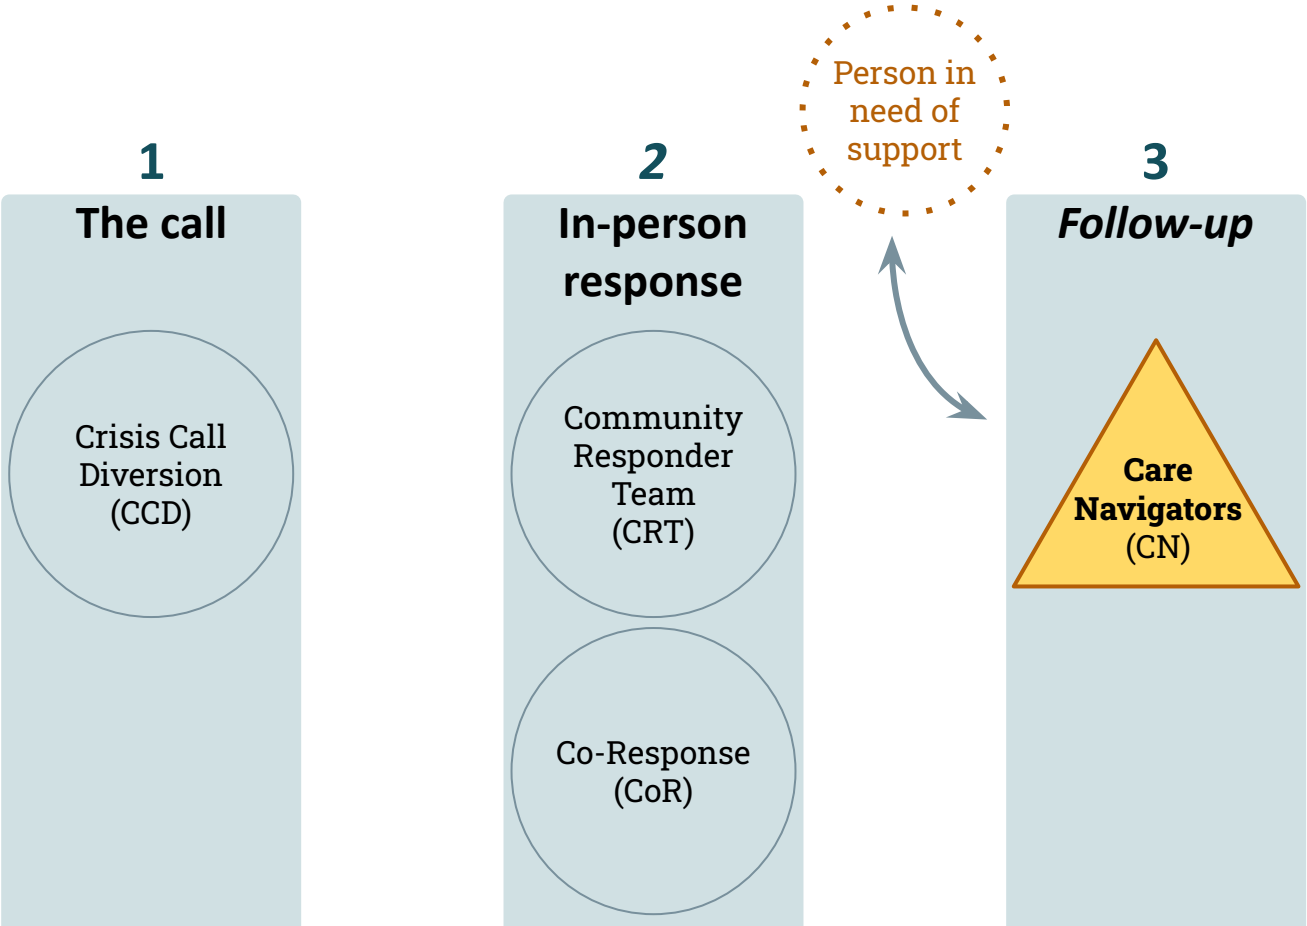 1
The call
Crisis Call
Diversion
(CCD)
2
In-person
response
Community
Responder
Team
(CRT)
Co-Response
(CoR)
Person in
need of
support
3
Follow-up
Care
Navigators
(CN)